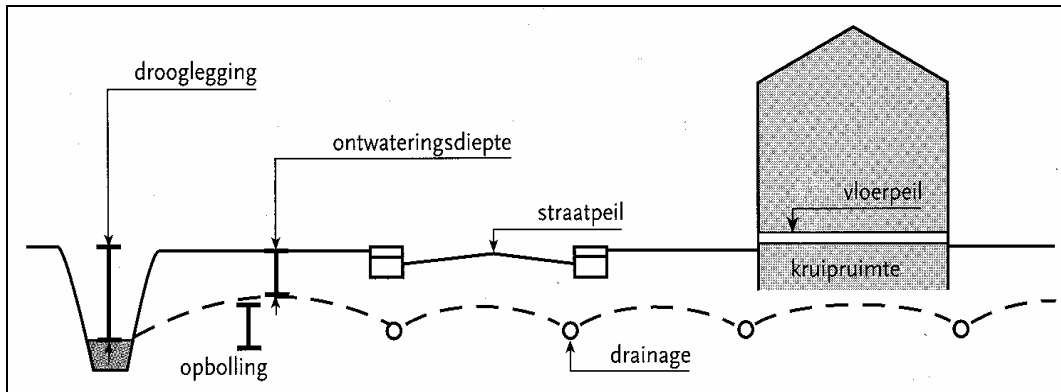 drooglegging
ontwateringsdiepte
straatpeil
vloerpeil
kruipruimte
opbolling
drainage